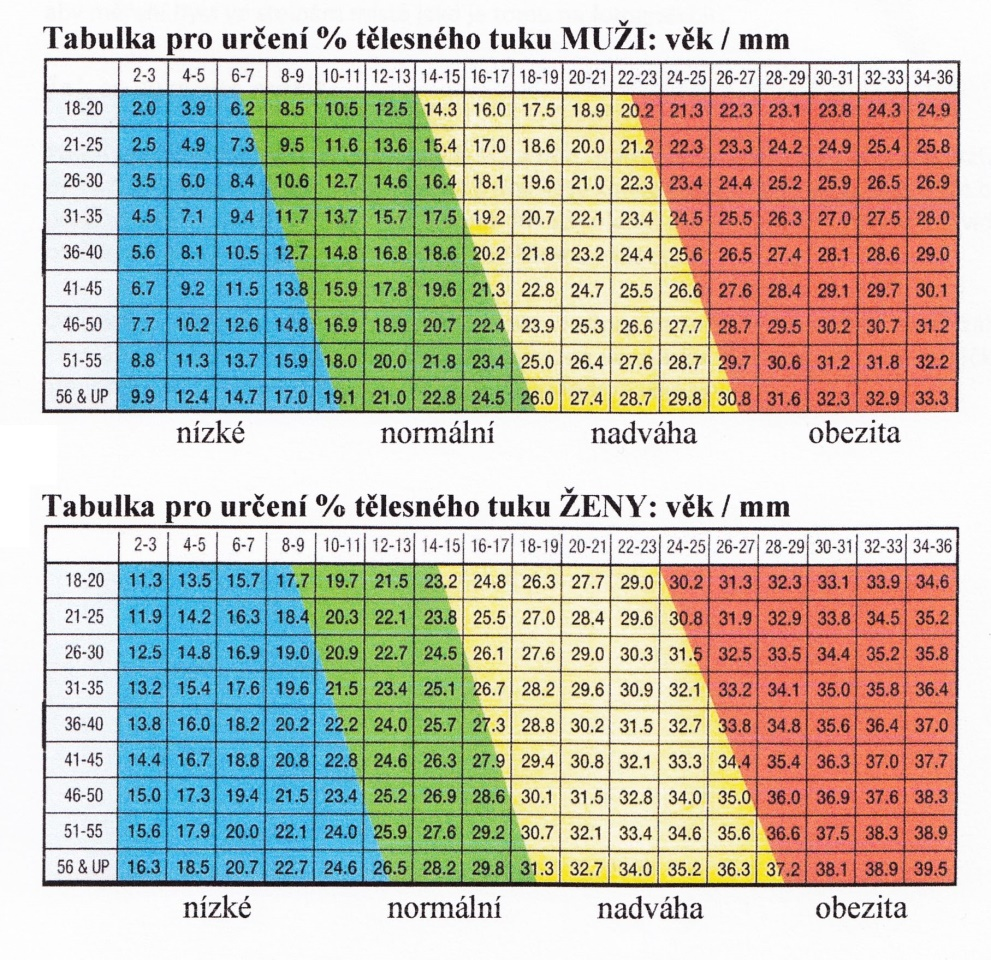 Tabulka pro určení % tělesného tuku MUŽI: věk / mm
2-3 4-5 6-7 8-9 10-11 12-13 14-15 16-17 18-19 20-21 22-23 24-25 26-27 28-29 30-31 32-33 34-36
18-20 2.0 3.9 6.2 8.5 10.5 12.5 14.3 16.0 17.5 18.9 20.2 21.3 22.3 23.1 23.8 24.3 24.9
21-25 2.5 4.9 7.3 9.5 11.6 13.6 15.4 17.0 18.6 20.0 21.2 22.3 23.3 24.2 24.9 25.4 25.8
26-30 3.5 6.0 8.4 10.6 12.7 14.6 16.4 18.1 19.6 21.0 22.3 23.4 24.4 25.2 25.9 26.5 26.9
31-35 4.5 7.1 9.4 11.7 13.7 15.7 17.5 19.2 20.7 22.1 23.4 24.5 25.5 26.3 27.0 27.5 28.0
36-40 5.6 8.1 10.5 12.7 14.8 16.8 18.6 20.2 21.8 23.2 24.4 25.6 26.5 27.4 28.1 28.6 29.0
41-45 6.7 9.2 11.5 13.8 15.9 17.8 19.6 21.3 22.8 24.7 25.5 26.6 27.6 28.4 29.1 29.7 30.1
46-50 7.7 10.2 12.6 14.8 16.9 18.9 20.7 22.4 23.9 25.3 26.6 27.7 28.7 29.5 30.2 30.7 31.2
51-55 8.8 11.3 13.7 15.9 18.0 20.0 21.8 23.4 25.0 26.4 27.6 28.7 29.7 30.6 31.2 31.8 32.2
56 & UP 9.9 12.4 14.7 17.0 19.1 21.0 22.8 24.5 26.0 27.4 28.7 29.8 30.8 31.6 32.3 32.9 33.3
nízké normální nadváha obezita
Tabulka pro určení % tělesného tuku ŽENY: věk / mm
2-3 4-5 6-7 8-9 10-11 12-13 14-15 16-17 18-19 20-21 22-23 24-25 26-27 28-29 30-31 32-33 34-36
18-20 11.3 13.5 15.7 17.7 19.7 21.5 23.2 24.8 26.3 27.7 29.0 30.2 31.3 32.3 33.1 33.9 34.6
21-25 11.9 14.2 16.3 18.4 20.3 22.1 23.8 25.5 27.0 28.4 29.6 30.8 31.9 32.9 33.8 34.5 35.2
26-30 12.5 14.8 16.9 19.0 20.9 22.7 24.5 26.1 27.6 29.0 30.3 31.5 32.5 33.5 34.4 35.2 35.8
31-35 13.2 15.4 17.6 19.6 21.5 23.4 25.1 26.7 28.2 29.6 30.9 32.1 33.2 34.1 35.0 35.8 36.4
36-40 13.8 16.0 18.2 20.2 22.2 24.0 25.7 27.3 28.8 30.2 31.5 32.7 33.8 34.8 35.6 36.4 37.0
41-45 14.4 16.7 18.8 20.8 22.8 24.6 26.3 27.9 29.4 30.8 32.1 33.3 34.4 35.4 36.3 37.0 37.7
46-50 15.0 17.3 19.4 21.5 23.4 25.2 26.9 28.6 30.1 31.5 32.8 34.0 35.0 36.0 36.9 37.6 38.3
51-55 15.6 17.9 20.0 22.1 24.0 25.9 27.6 29.2 30.7 32.1 33.4 34.6 35.6 36.6 37.5 38.3 38.9
56 & UP 16.3 18.5 20.7 22.7 24.6 26.5 28.2 29.8 31.3 32.7 34.0 35.2 36.3 37.2 38.1 38.9 39.5
nízké normální nadváha obezita